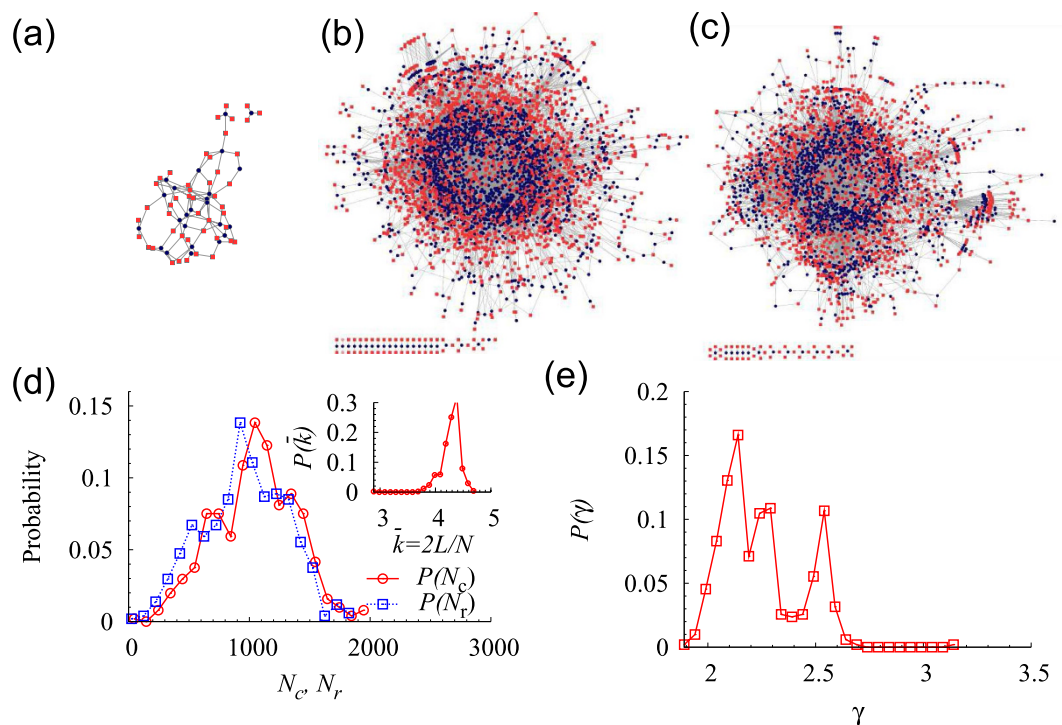 (a)
(b)
(c)
(d)
0.15
0.1
0.05
0
Probability
0 1000 2000 3000
N_c, N_r
0.3
0.2
0.1
0
P(k̄)
3 4 5
k̄=2L/N
P(N_c)
P(N_r)
(e)
0.2
0.15
0.1
0.05
0
P(γ)
2 2.5 3 3.5
γ